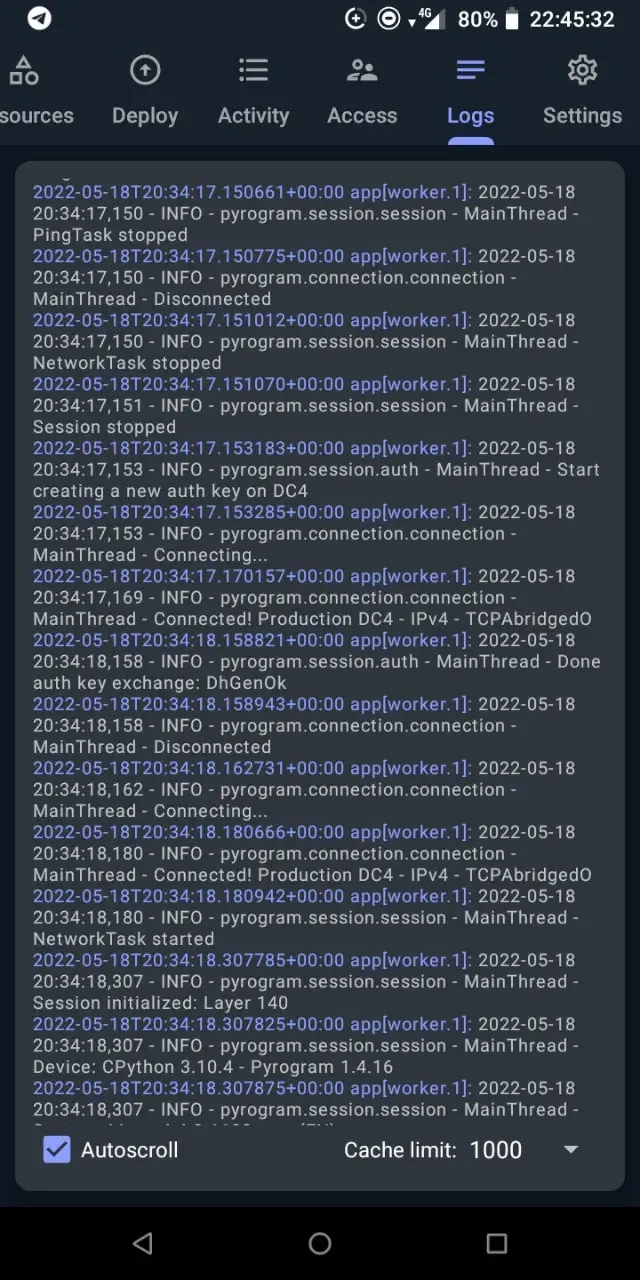 4G 80% 22:45:32
sources Deploy Activity Access Logs Settings
2022-05-18T20:34:17.150661+00:00 app[worker.1]: 2022-05-18
20:34:17,150 - INFO - pyrogram.session.session - MainThread -
PingTask stopped
2022-05-18T20:34:17.150775+00:00 app[worker.1]: 2022-05-18
20:34:17,150 - INFO - pyrogram.connection.connection -
MainThread - Disconnected
2022-05-18T20:34:17.151012+00:00 app[worker.1]: 2022-05-18
20:34:17,150 - INFO - pyrogram.session.session - MainThread -
NetworkTask stopped
2022-05-18T20:34:17.151070+00:00 app[worker.1]: 2022-05-18
20:34:17,151 - INFO - pyrogram.session.session - MainThread -
Session stopped
2022-05-18T20:34:17.153183+00:00 app[worker.1]: 2022-05-18
20:34:17,153 - INFO - pyrogram.session.auth - MainThread - Start
creating a new auth key on DC4
2022-05-18T20:34:17.153285+00:00 app[worker.1]: 2022-05-18
20:34:17,153 - INFO - pyrogram.connection.connection -
MainThread - Connecting...
2022-05-18T20:34:17.170157+00:00 app[worker.1]: 2022-05-18
20:34:17,169 - INFO - pyrogram.connection.connection -
MainThread - Connected! Production DC4 - IPv4 - TCPAbridgedO
2022-05-18T20:34:18.158821+00:00 app[worker.1]: 2022-05-18
20:34:18,158 - INFO - pyrogram.session.auth - MainThread - Done
auth key exchange: DhGenOk
2022-05-18T20:34:18.158943+00:00 app[worker.1]: 2022-05-18
20:34:18,158 - INFO - pyrogram.connection.connection -
MainThread - Disconnected
2022-05-18T20:34:18.162731+00:00 app[worker.1]: 2022-05-18
20:34:18,162 - INFO - pyrogram.connection.connection -
MainThread - Connecting...
2022-05-18T20:34:18.180666+00:00 app[worker.1]: 2022-05-18
20:34:18,180 - INFO - pyrogram.connection.connection -
MainThread - Connected! Production DC4 - IPv4 - TCPAbridgedO
2022-05-18T20:34:18.180942+00:00 app[worker.1]: 2022-05-18
20:34:18,180 - INFO - pyrogram.session.session - MainThread -
NetworkTask started
2022-05-18T20:34:18.307785+00:00 app[worker.1]: 2022-05-18
20:34:18,307 - INFO - pyrogram.session.session - MainThread -
Session initialized: Layer 140
2022-05-18T20:34:18.307825+00:00 app[worker.1]: 2022-05-18
20:34:18,307 - INFO - pyrogram.session.session - MainThread -
Device: CPython 3.10.4 - Pyrogram 1.4.16
2022-05-18T20:34:18.307875+00:00 app[worker.1]: 2022-05-18
20:34:18,307 - INFO - pyrogram.session.session - MainThread -
Autoscroll Cache limit: 1000